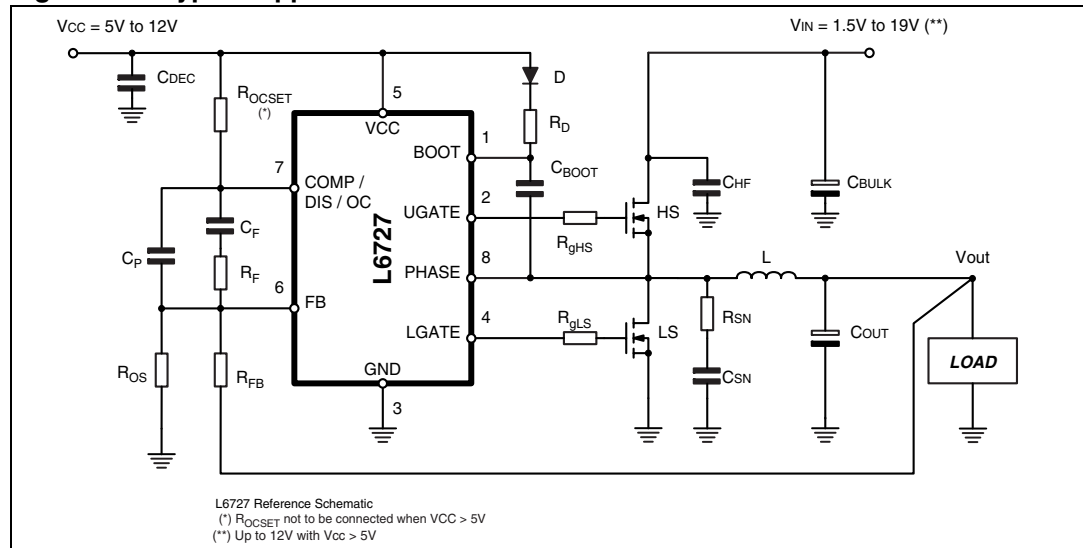 VCC = 5V to 12V
VIN = 1.5V to 19V (**)
CDEC
ROCSET
(*)
D
RD
5
VCC
1
BOOT
CBOOT
7
COMP /
DIS / OC
2
UGATE
CHF
CBULK
HS
RgHS
CF
CP
RF
L6727
8
PHASE
L
Vout
6
FB
4
LGATE
RgLS
LS
RSN
COUT
ROS
RFB
GND
3
CSN
LOAD
L6727 Reference Schematic
(*) ROCSET not to be connected when VCC > 5V
(**) Up to 12V with Vcc > 5V